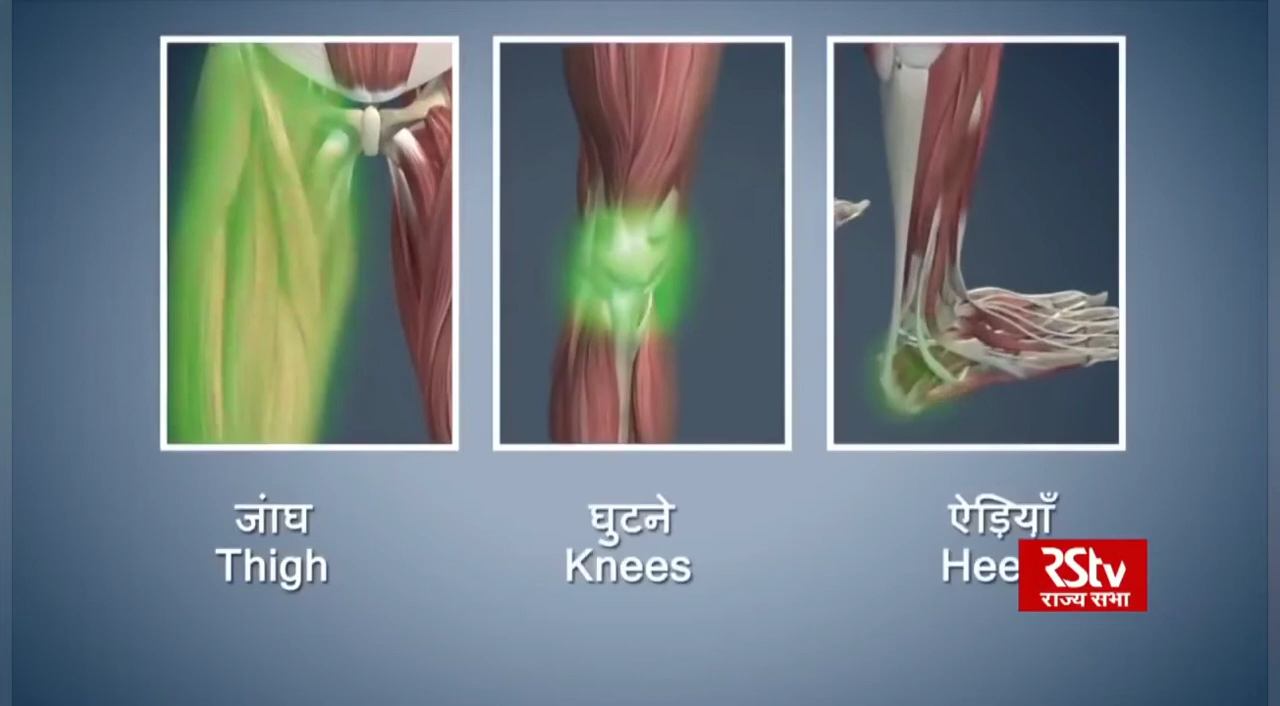 जांघ
Thigh
घुटने
Knees
ऐड़ियाँ
RStv
राज्य सभा